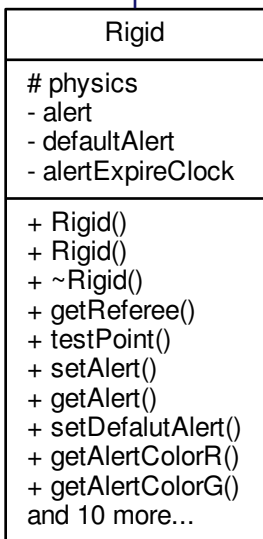 Rigid
# physics
- alert
- defaultAlert
- alertExpireClock
+ Rigid()
+ Rigid()
+ ~Rigid()
+ getReferee()
+ testPoint()
+ setAlert()
+ getAlert()
+ setDefalutAlert()
+ getAlertColorR()
+ getAlertColorG()
and 10 more...